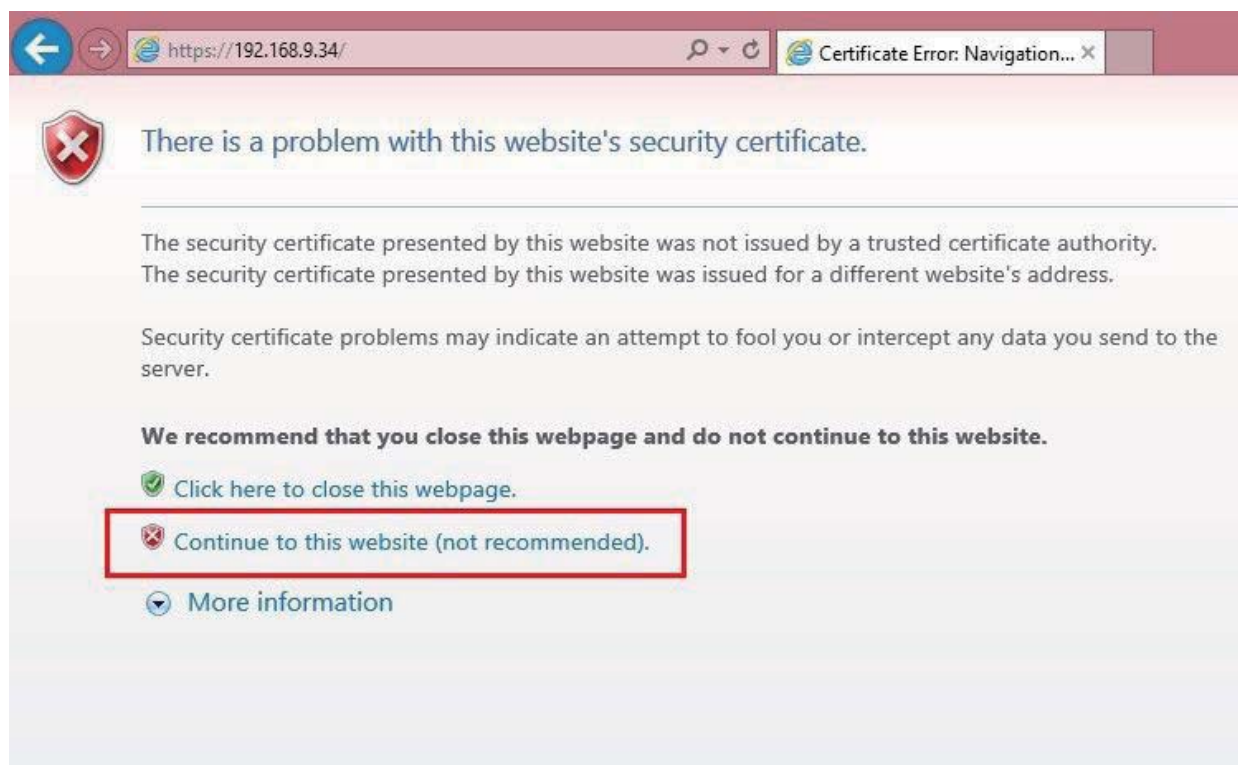 https://192.168.9.34/
Certificate Error: Navigation...
There is a problem with this website's security certificate.
The security certificate presented by this website was not issued by a trusted certificate authority.
The security certificate presented by this website was issued for a different website's address.
Security certificate problems may indicate an attempt to fool you or intercept any data you send to the
server.
We recommend that you close this webpage and do not continue to this website.
Click here to close this webpage.
Continue to this website (not recommended).
More information